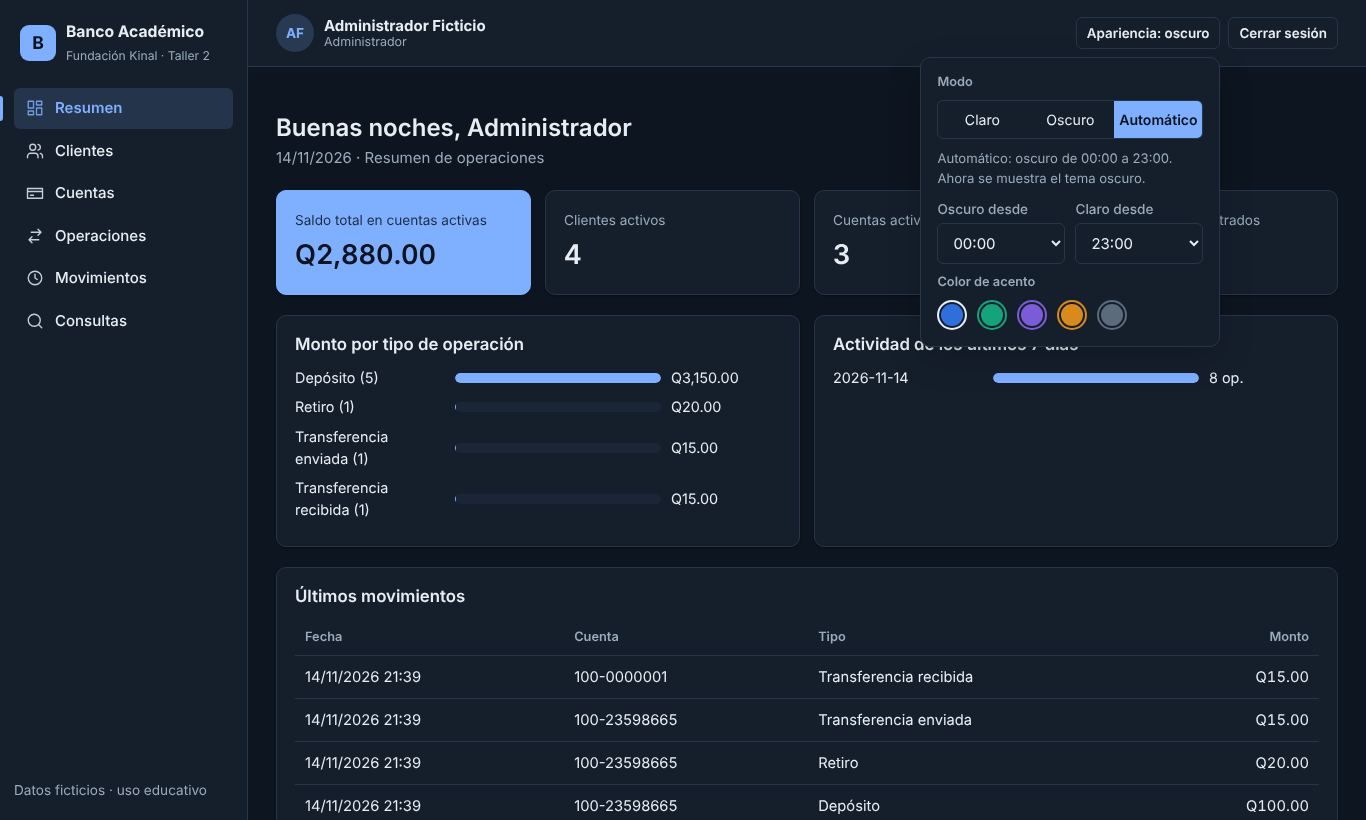 B
Banco Académico
Fundación Kinal · Taller 2
Resumen
Clientes
Cuentas
Operaciones
Movimientos
Consultas
Datos ficticios · uso educativo
AF
Administrador Ficticio
Administrador
Apariencia: oscuro
Cerrar sesión
Modo
Claro
Oscuro
Automático
Automático: oscuro de 00:00 a 23:00.
Ahora se muestra el tema oscuro.
Oscuro desde
Claro desde
00:00
23:00
Color de acento
Buenas noches, Administrador
14/11/2026 · Resumen de operaciones
Saldo total en cuentas activas
Q2,880.00
Clientes activos
4
Cuentas activ
3
trados
Monto por tipo de operación
Depósito (5)
Q3,150.00
Retiro (1)
Q20.00
Transferencia
enviada (1)
Q15.00
Transferencia
recibida (1)
Q15.00
Actividad de los últimos 7 días
2026-11-14
8 op.
Últimos movimientos
Fecha
Cuenta
Tipo
Monto
14/11/2026 21:39
100-0000001
Transferencia recibida
Q15.00
14/11/2026 21:39
100-23598665
Transferencia enviada
Q15.00
14/11/2026 21:39
100-23598665
Retiro
Q20.00
14/11/2026 21:39
100-23598665
Depósito
Q100.00